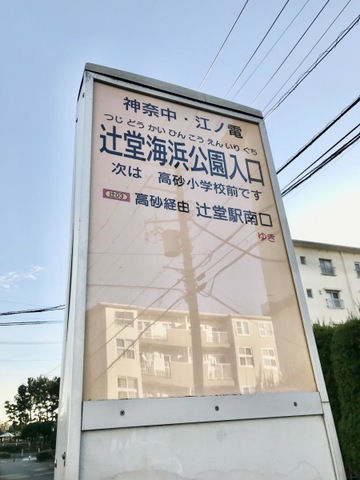 神奈中・江ノ電
つじ どう かい ひん こう えん いり ぐち
辻堂海浜公園入口
次は 高砂小学校前です
辻03 高砂経由 辻堂駅南口
ゆき